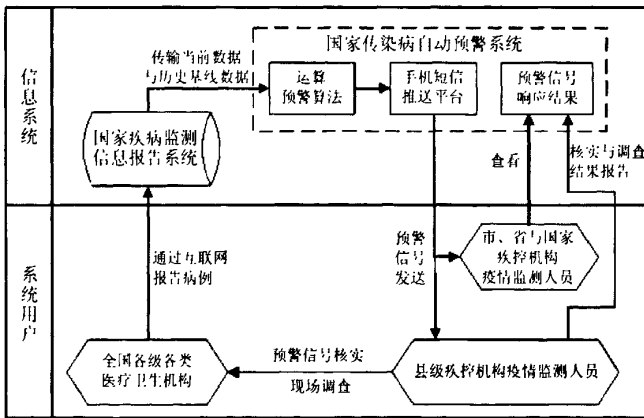 信息系统
国家传染病自动预警系统
传输当前数据
与历史基线数据
运算
预警算法
手机短信
推送平台
预警信号
响应结果
国家疾病监测
信息报告系统
查看
核实与调查
结果报告
系统用户
通过互联网
报告病例
预警
信号
发送
市、省与国家
疾控机构
疫情监测人员
全国各级各类
医疗卫生机构
预警信号核实
现场调查
县级疾控机构疫情监测人员